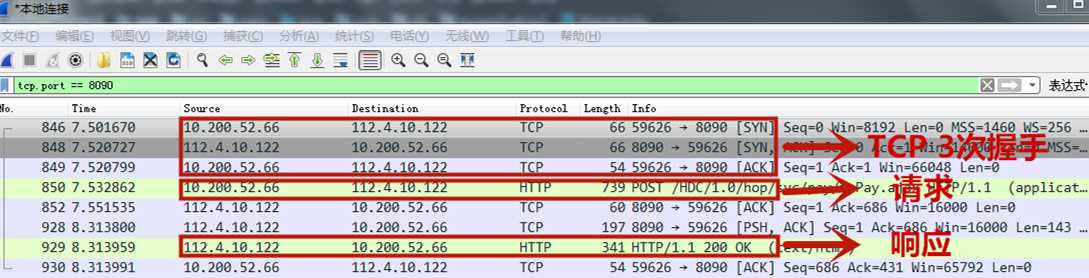 *本地连接
文件(F) 编辑(E) 视图(V) 跳转(G) 捕获(C) 分析(A) 统计(S) 电话(Y) 无线(W) 工具(T) 帮助(H)
tcp.port == 8090 表达式
No. Time Source Destination Protocol Length Info
846 7.501670 10.200.52.66 112.4.10.122 TCP 66 59626 → 8090 [SYN] Seq=0 Win=8192 Len=0 MSS=1460 WS=256
848 7.520727 112.4.10.122 10.200.52.66 TCP 66 8090 → 59626 [SYN, Ack=1 MSS=…
TCP 3次握手
849 7.520799 10.200.52.66 112.4.10.122 TCP 54 59626 → 8090 [ACK] Seq=1 Ack=1 Win=66048 Len=0
850 7.532862 10.200.52.66 112.4.10.122 HTTP 739 POST /HDC/1.0/hop/ HTTP/1.1 (applicat…
请求
852 7.551535 112.4.10.122 10.200.52.66 TCP 60 8090 → 59626 [ACK] Seq=1 Ack=686 Win=16000 Len=0
928 8.313800 112.4.10.122 10.200.52.66 TCP 197 8090 → 59626 [PSH, ACK] Seq=1 Ack=686 Win=16000 Len=143
929 8.313959 112.4.10.122 10.200.52.66 HTTP 341 HTTP/1.1 200 OK
响应
930 8.313991 10.200.52.66 112.4.10.122 TCP 54 59626 → 8090 [ACK] Seq=686 Ack=431 Win=65792 Len=0